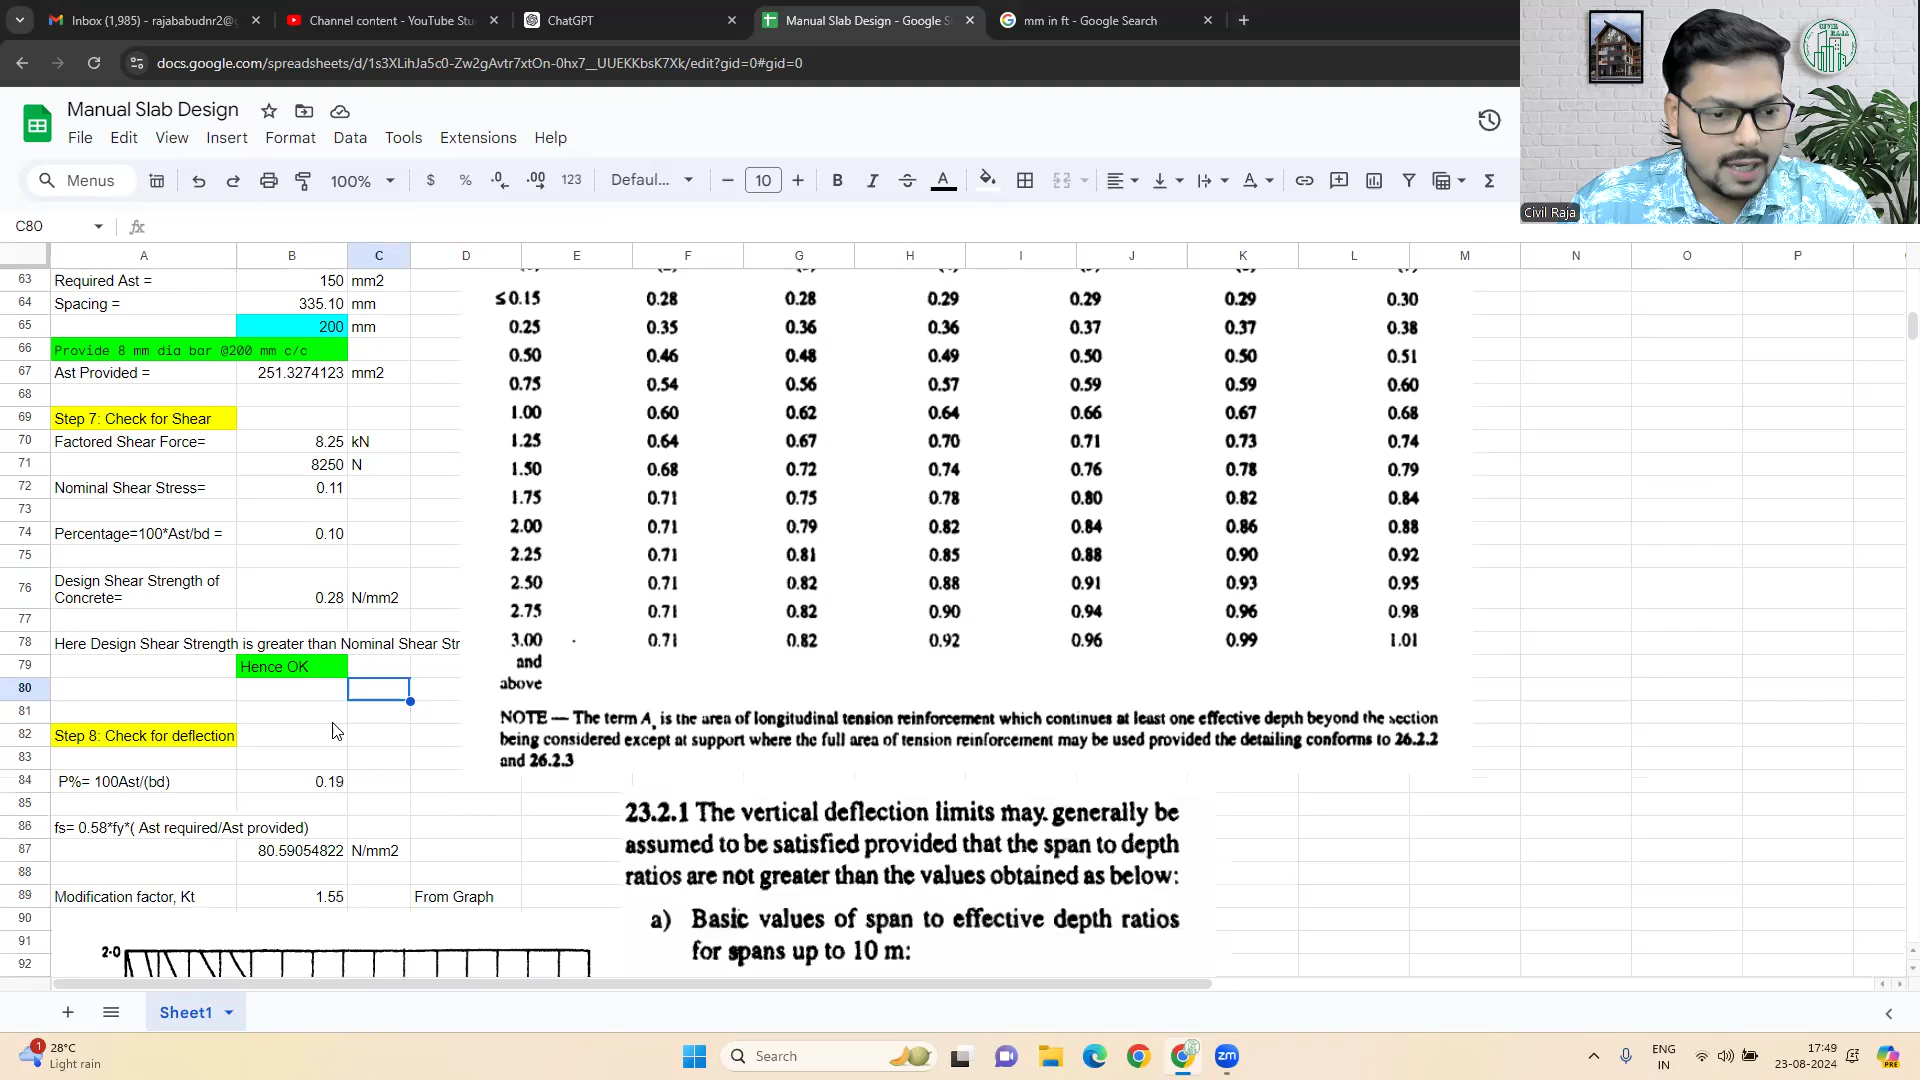 Inbox (1,985) - rajababudnr2@
Channel content - YouTube Stu
ChatGPT
Manual Slab Design - Google S
mm in ft - Google Search
docs.google.com/spreadsheets/d/1s3XLihJa5c0-Zw2gAvtr7xtOn-0hx7__UUEKKbsK7Xk/edit?gid=0#gid=0
Manual Slab Design
File Edit View Insert Format Data Tools Extensions Help
Menus 100% $ % .0 .00 123 Defaul... 10 B I A
C80 fx
Civil Raja
A B C D E F G H I J K L M N O P
63 Required Ast = 150 mm2
64 Spacing = 335.10 mm
65 200 mm
66 Provide 8 mm dia bar @200 mm c/c
67 Ast Provided = 251.3274123 mm2
68
69 Step 7: Check for Shear
70 Factored Shear Force= 8.25 kN
71 8250 N
72 Nominal Shear Stress= 0.11
73
74 Percentage=100*Ast/bd = 0.10
75
76 Design Shear Strength of
Concrete= 0.28 N/mm2
77
78 Here Design Shear Strength is greater than Nominal Shear Str
79 Hence OK
80
81
82 Step 8: Check for deflection
83
84 P%= 100Ast/(bd) 0.19
85
86 fs= 0.58*fy*( Ast required/Ast provided)
87 80.59054822 N/mm2
88
89 Modification factor, Kt 1.55 From Graph
90
91
92
2·0
≤ 0.15 0.28 0.28 0.29 0.29 0.29 0.30
0.25 0.35 0.36 0.36 0.37 0.37 0.38
0.50 0.46 0.48 0.49 0.50 0.50 0.51
0.75 0.54 0.56 0.57 0.59 0.59 0.60
1.00 0.60 0.62 0.64 0.66 0.67 0.68
1.25 0.64 0.67 0.70 0.71 0.73 0.74
1.50 0.68 0.72 0.74 0.76 0.78 0.79
1.75 0.71 0.75 0.78 0.80 0.82 0.84
2.00 0.71 0.79 0.82 0.84 0.86 0.88
2.25 0.71 0.81 0.85 0.88 0.90 0.92
2.50 0.71 0.82 0.88 0.91 0.93 0.95
2.75 0.71 0.82 0.90 0.94 0.96 0.98
3.00 0.71 0.82 0.92 0.96 0.99 1.01
and
above
NOTE — The term A, is the area of longitudinal tension reinforcement which continues at least one effective depth beyond the section
being considered except at support where the full area of tension reinforcement may be used provided the detailing conforms to 26.2.2
and 26.2.3
23.2.1 The vertical deflection limits may generally be
assumed to be satisfied provided that the span to depth
ratios are not greater than the values obtained as below:
a) Basic values of span to effective depth ratios
for spans up to 10 m:
Sheet1
1
28°C
Light rain
Search
zm
ENG
IN
17:49
23-08-2024
PRE